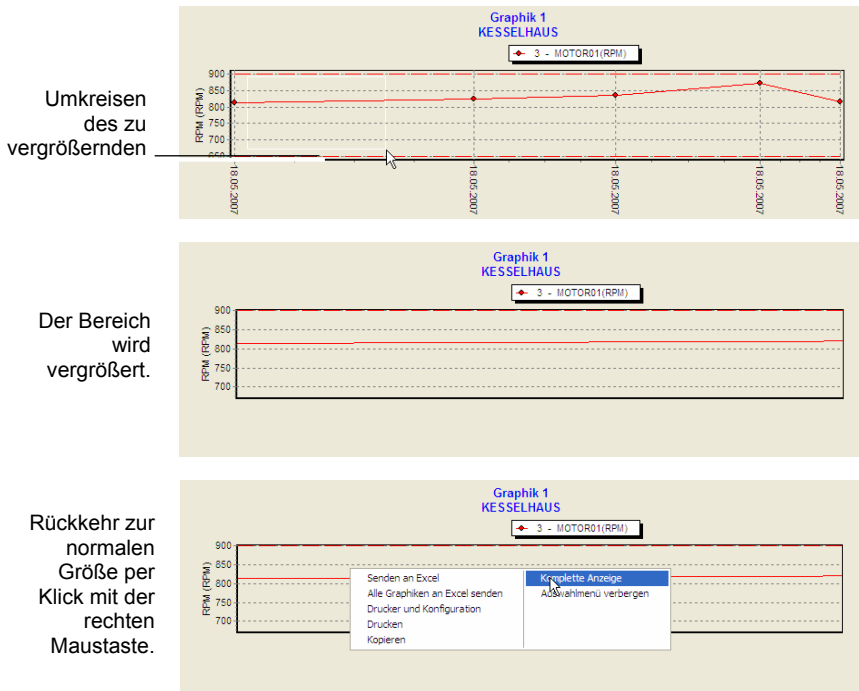 Graphik 1
KESSELHAUS
3 - MOTOR01(RPM)
Umkreisen
des zu
vergrößernden
RPM (RPM)
900
850
800
750
700
650
18.05.2007
18.05.2007
18.05.2007
18.05.2007
18.05.2007
Graphik 1
KESSELHAUS
3 - MOTOR01(RPM)
Der Bereich
wird
vergrößert.
RPM (RPM)
900
850
800
750
700
Graphik 1
KESSELHAUS
3 - MOTOR01(RPM)
Rückkehr zur
normalen
Größe per
Klick mit der
rechten
Maustaste.
RPM (RPM)
900
850
800
750
700
Senden an Excel
Alle Graphiken an Excel senden
Drucker und Konfiguration
Drucken
Kopieren
Komplette Anzeige
Auswahlmenü verbergen